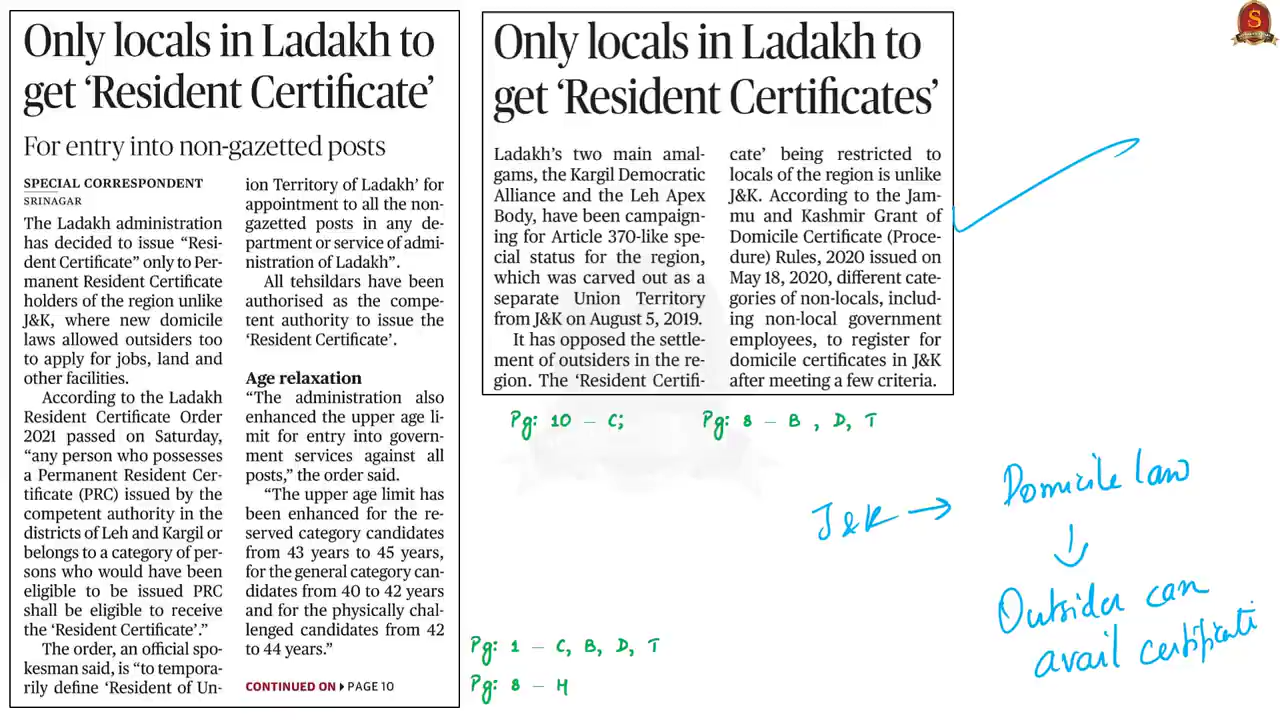 Only locals in Ladakh to
get ‘Resident Certificate’
For entry into non-gazetted posts
SPECIAL CORRESPONDENT
SRINAGAR
The Ladakh administration
has decided to issue “Resi-
dent Certificate” only to Per-
manent Resident Certificate
holders of the region unlike
J&K, where new domicile
laws allowed outsiders too
to apply for jobs, land and
other facilities.
According to the Ladakh
Resident Certificate Order
2021 passed on Saturday,
“any person who possesses
a Permanent Resident Cer-
tificate (PRC) issued by the
competent authority in the
districts of Leh and Kargil or
belongs to a category of per-
sons who would have been
eligible to be issued PRC
shall be eligible to receive
the ‘Resident Certificate’.”
The order, an official spo-
kesman said, is “to tempora-
rily define ‘Resident of Un-
ion Territory of Ladakh’ for
appointment to all the non-
gazetted posts in any de-
partment or service of admi-
nistration of Ladakh”.
All tehsildars have been
authorised as the compe-
tent authority to issue the
‘Resident Certificate’.
Age relaxation
“The administration also
enhanced the upper age li-
mit for entry into govern-
ment services against all
posts,” the order said.
“The upper age limit has
been enhanced for the re-
served category candidates
from 43 years to 45 years,
for the general category can-
didates from 40 to 42 years
and for the physically chal-
lenged candidates from 42
to 44 years.”
CONTINUED ON PAGE 10
Only locals in Ladakh to
get ‘Resident Certificates’
Ladakh’s two main amal-
gams, the Kargil Democratic
Alliance and the Leh Apex
Body, have been campaign-
ing for Article 370-like spe-
cial status for the region,
which was carved out as a
separate Union Territory
from J&K on August 5, 2019.
It has opposed the settle-
ment of outsiders in the re-
gion. The ‘Resident Certifi-
cate’ being restricted to
locals of the region is unlike
J&K. According to the Jam-
mu and Kashmir Grant of
Domicile Certificate (Proce-
dure) Rules, 2020 issued on
May 18, 2020, different cate-
gories of non-locals, includ-
ing non-local government
employees, to register for
domicile certificates in J&K
after meeting a few criteria.
Pg: 10 – C;
Pg: 8 – B, D, T
J&K → Domicile law
↓
Outsider can
avail certificate
Pg: 1 – C, B, D, T
Pg: 8 – H
S